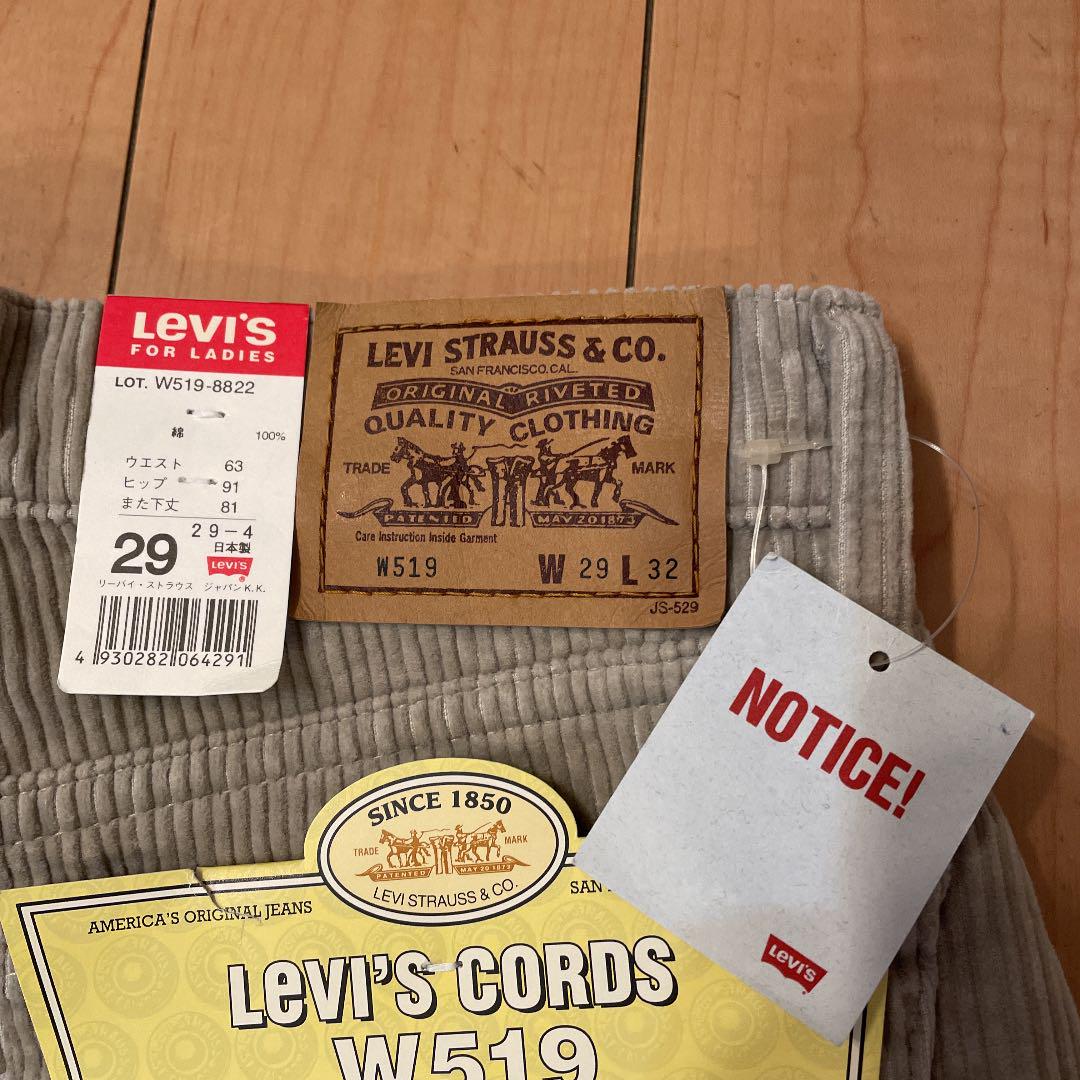 LEVI'S
FOR LADIES
LOT. W519-8822
綿 100%
ウエスト 63
ヒップ 91
また下丈 81
29-4
29 日本製
LEVI'S
リーバイ・ストラウス ジャパン K.K.
4 930282 064291
LEVI STRAUSS & CO.
SAN FRANCISCO, CAL.
ORIGINAL RIVETED
QUALITY CLOTHING
TRADE MARK
PATENTED MAY 20 1873
Care Instruction Inside Garment
W519 W 29 L 32
JS-529
NOTICE!
LEVI'S
SINCE 1850
TRADE MARK
PATENTED MAY 20 1873
LEVI STRAUSS & CO.
AMERICA'S ORIGINAL JEANS SAN
LEVI'S CORDS
W519